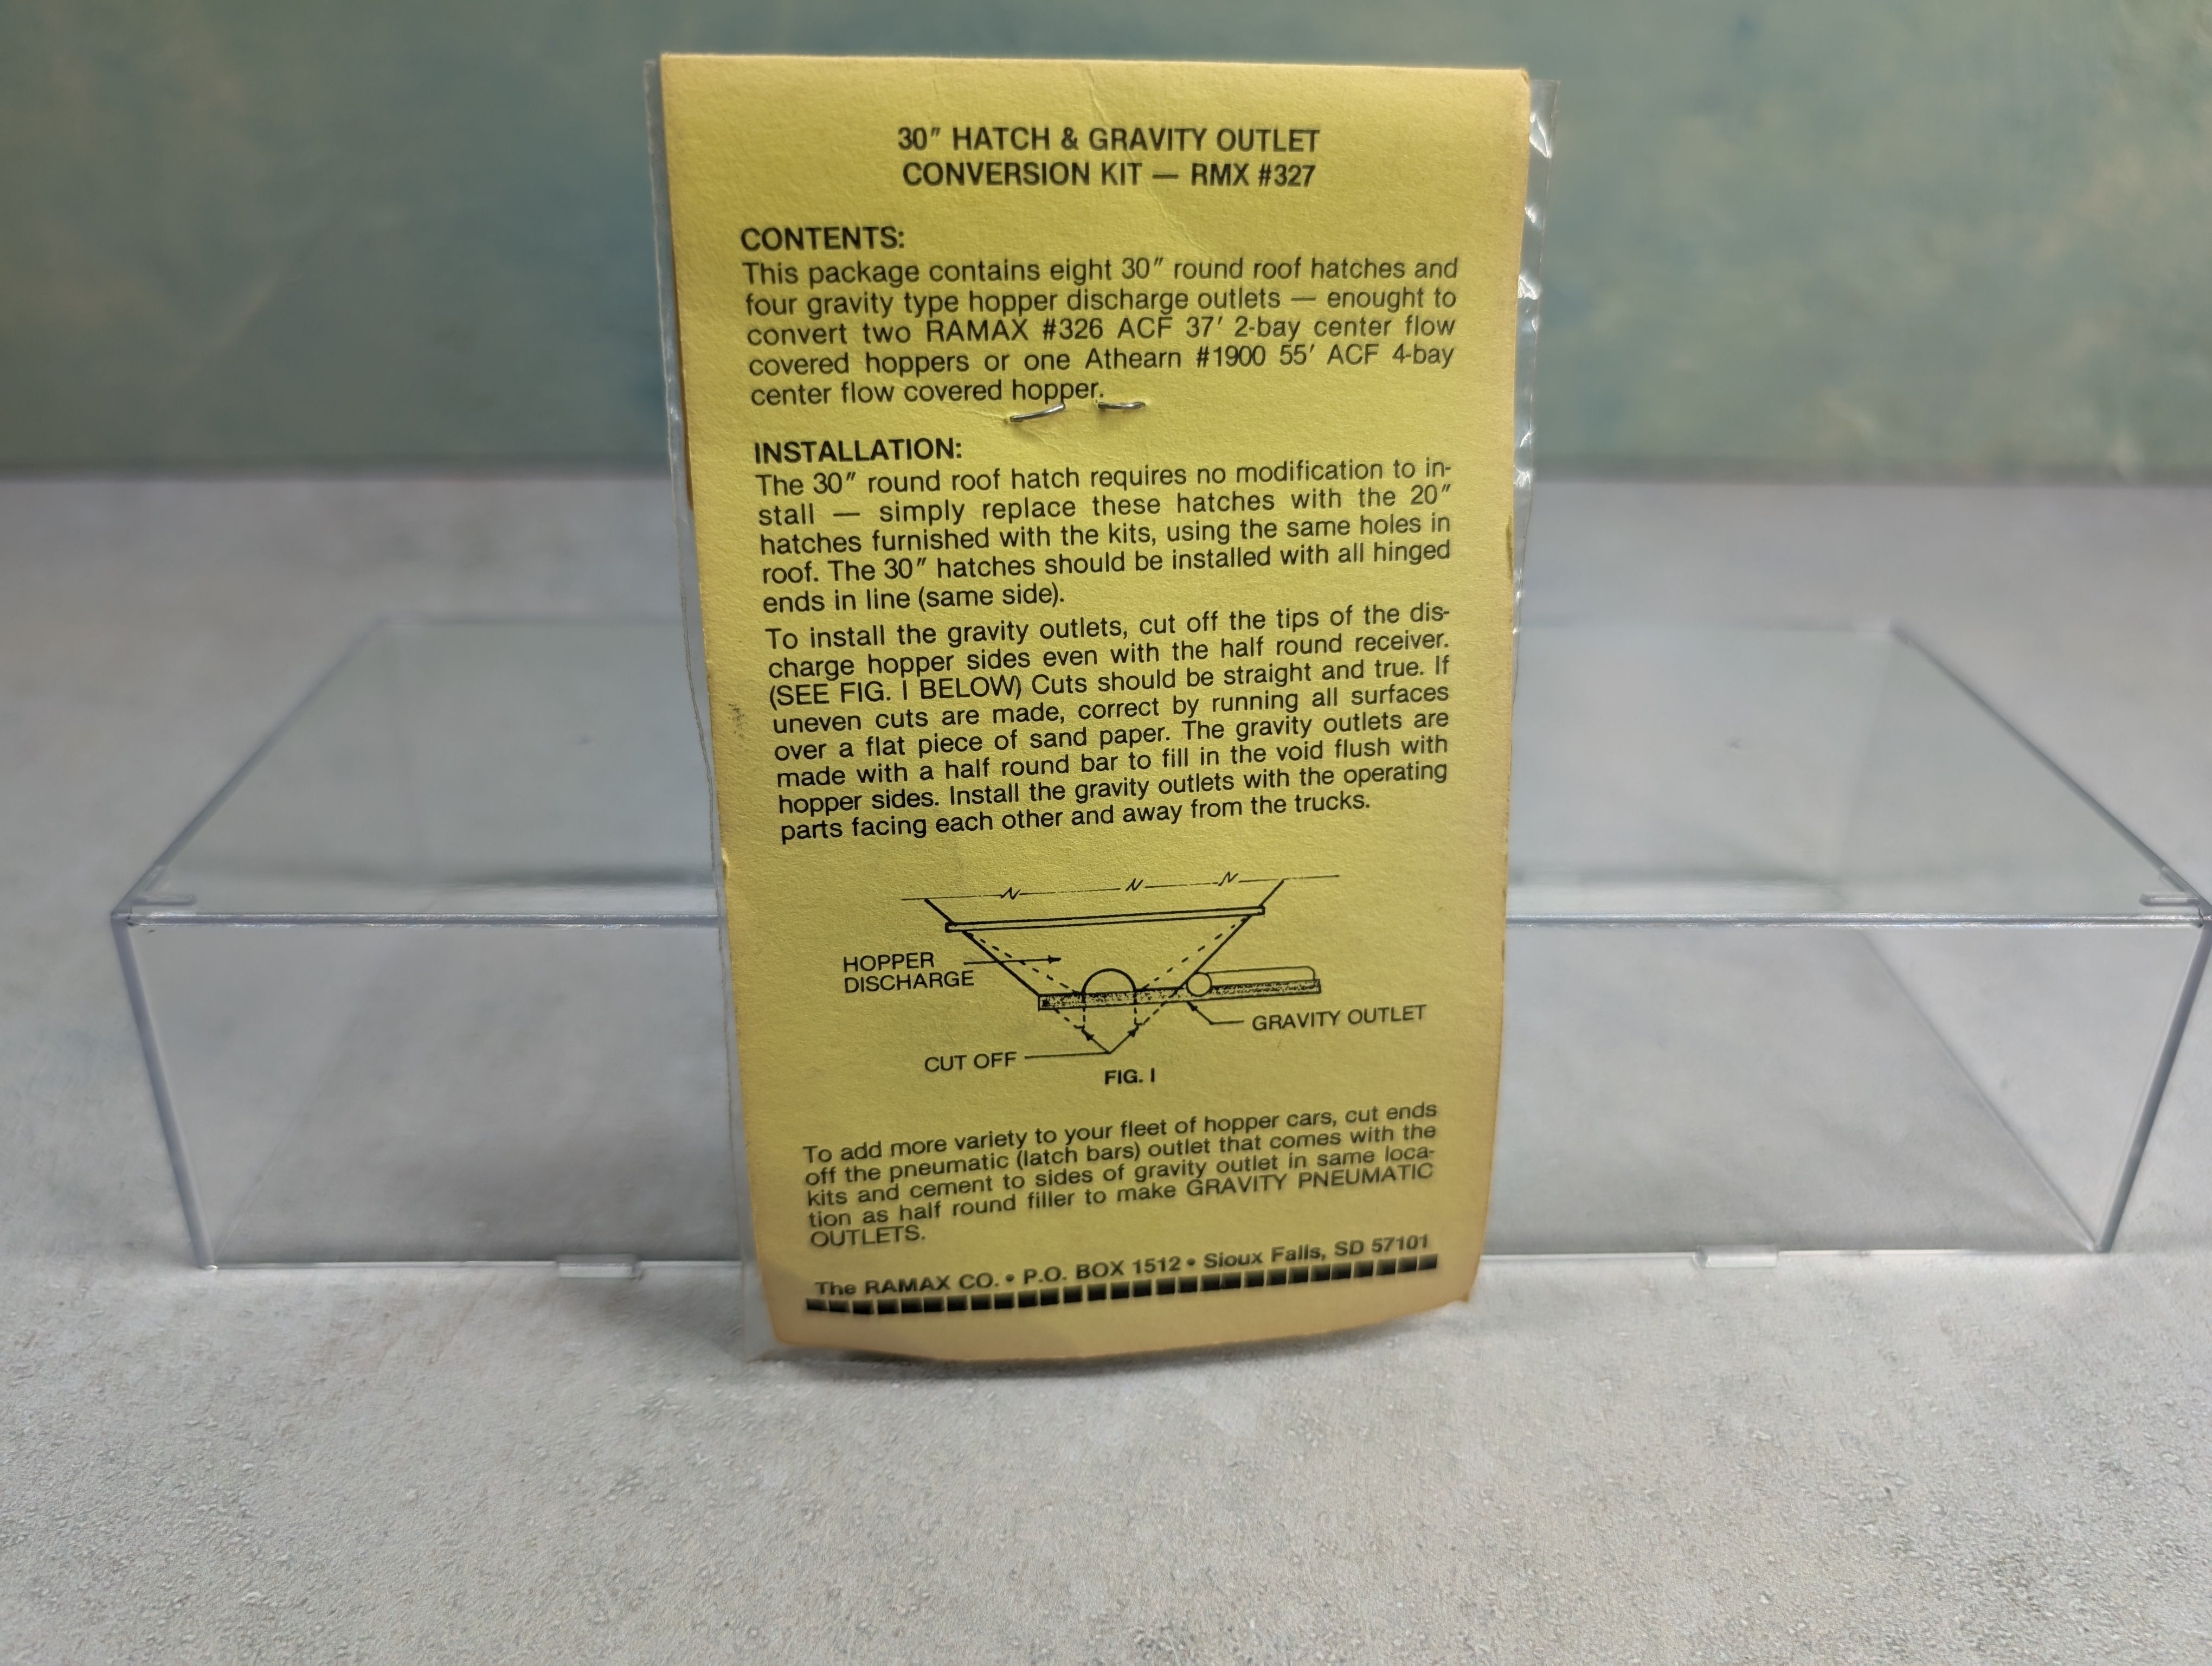 30" HATCH & GRAVITY OUTLET
CONVERSION KIT — RMX #327
CONTENTS:
This package contains eight 30" round roof hatches and
four gravity type hopper discharge outlets — enought to
convert two RAMAX #326 ACF 37' 2-bay center flow
covered hoppers or one Athearn #1900 55' ACF 4-bay
center flow covered hopper.
INSTALLATION:
The 30" round roof hatch requires no modification to in-
stall — simply replace these hatches with the 20"
hatches furnished with the kits, using the same holes in
roof. The 30" hatches should be installed with all hinged
ends in line (same side).
To install the gravity outlets, cut off the tips of the dis-
charge hopper sides even with the half round receiver.
(SEE FIG. I BELOW) Cuts should be straight and true. If
uneven cuts are made, correct by running all surfaces
over a flat piece of sand paper. The gravity outlets are
made with a half round bar to fill in the void flush with
hopper sides. Install the gravity outlets with the operating
parts facing each other and away from the trucks.
HOPPER
DISCHARGE
GRAVITY OUTLET
CUT OFF
FIG. I
To add more variety to your fleet of hopper cars, cut ends
off the pneumatic (latch bars) outlet that comes with the
kits and cement to sides of gravity outlet in same loca-
tion as half round filler to make GRAVITY PNEUMATIC
OUTLETS.
The RAMAX CO. • P.O. BOX 1512 • Sioux Falls, SD 57101